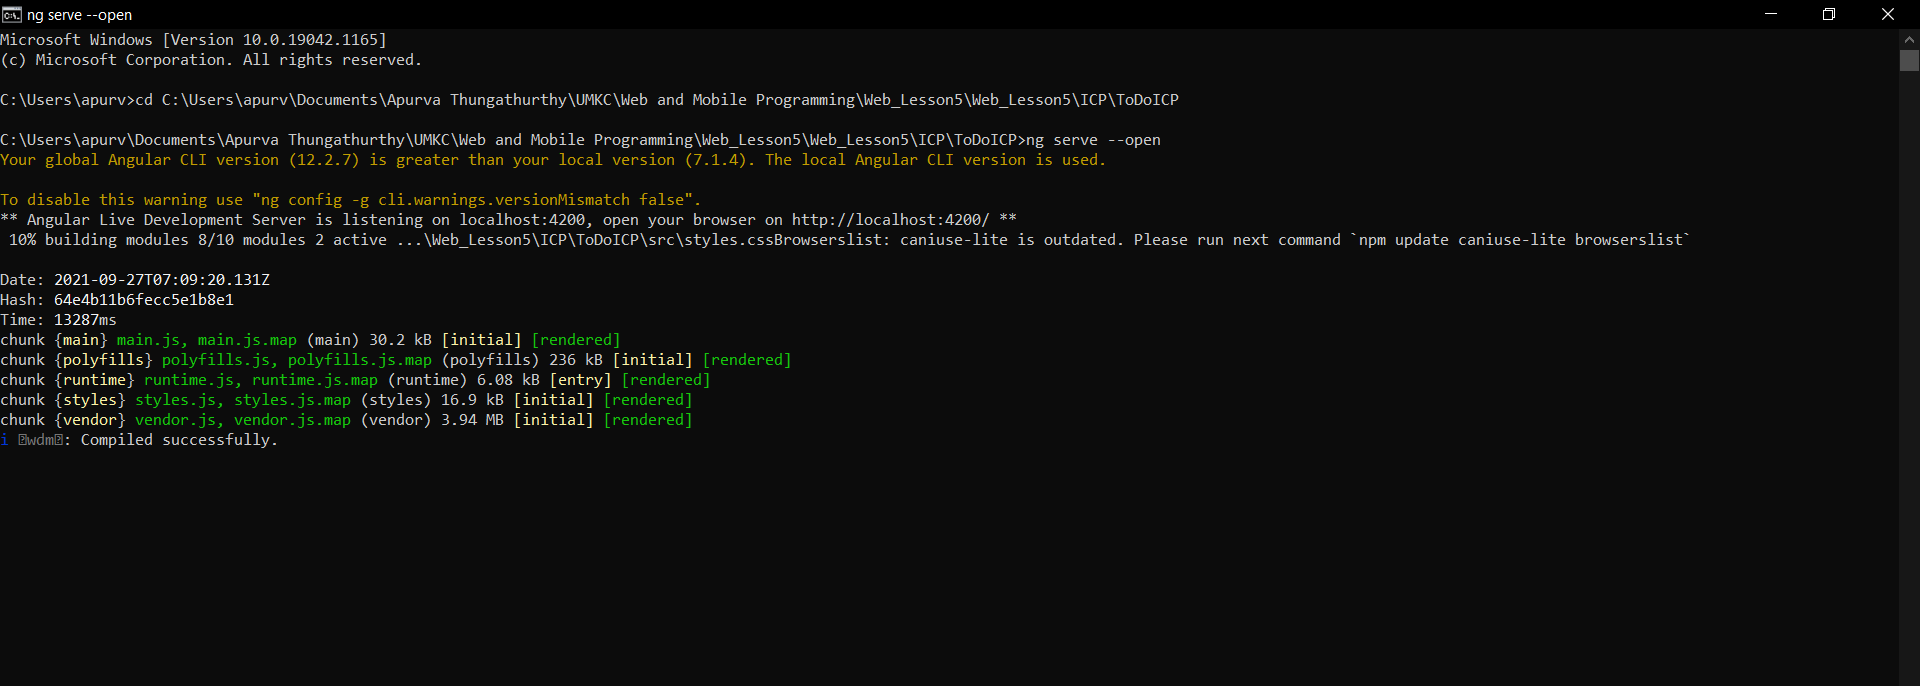 ng serve --open
Microsoft Windows [Version 10.0.19042.1165]
(c) Microsoft Corporation. All rights reserved.
C:\Users\apurv>cd C:\Users\apurv\Documents\Apurva Thungathurthy\UMKC\Web and Mobile Programming\Web_Lesson5\Web_Lesson5\ICP\ToDoICP
C:\Users\apurv\Documents\Apurva Thungathurthy\UMKC\Web and Mobile Programming\Web_Lesson5\Web_Lesson5\ICP\ToDoICP>ng serve --open
Your global Angular CLI version (12.2.7) is greater than your local version (7.1.4). The local Angular CLI version is used.
To disable this warning use "ng config -g cli.warnings.versionMismatch false".
** Angular Live Development Server is listening on localhost:4200, open your browser on http://localhost:4200/ **
10% building modules 8/10 modules 2 active ...\Web_Lesson5\ICP\ToDoICP\src\styles.cssBrowserslist: caniuse-lite is outdated. Please run next command `npm update caniuse-lite browserslist`
Date: 2021-09-27T07:09:20.131Z
Hash: 64e4b11b6fecc5e1b8e1
Time: 13287ms
chunk {main} main.js, main.js.map (main) 30.2 kB [initial] [rendered]
chunk {polyfills} polyfills.js, polyfills.js.map (polyfills) 236 kB [initial] [rendered]
chunk {runtime} runtime.js, runtime.js.map (runtime) 6.08 kB [entry] [rendered]
chunk {styles} styles.js, styles.js.map (styles) 16.9 kB [initial] [rendered]
chunk {vendor} vendor.js, vendor.js.map (vendor) 3.94 MB [initial] [rendered]
i wdm: Compiled successfully.